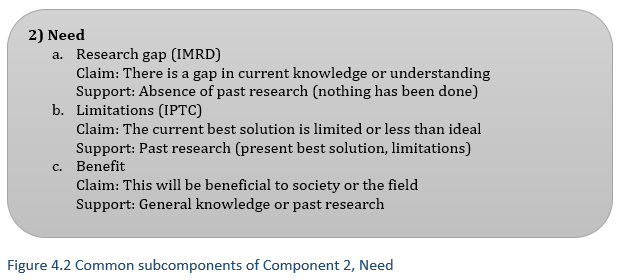 2) Need
a. Research gap (IMRD)
Claim: There is a gap in current knowledge or understanding
Support: Absence of past research (nothing has been done)
b. Limitations (IPTC)
Claim: The current best solution is limited or less than ideal
Support: Past research (present best solution, limitations)
c. Benefit
Claim: This will be beneficial to society or the field
Support: General knowledge or past research
Figure 4.2 Common subcomponents of Component 2, Need